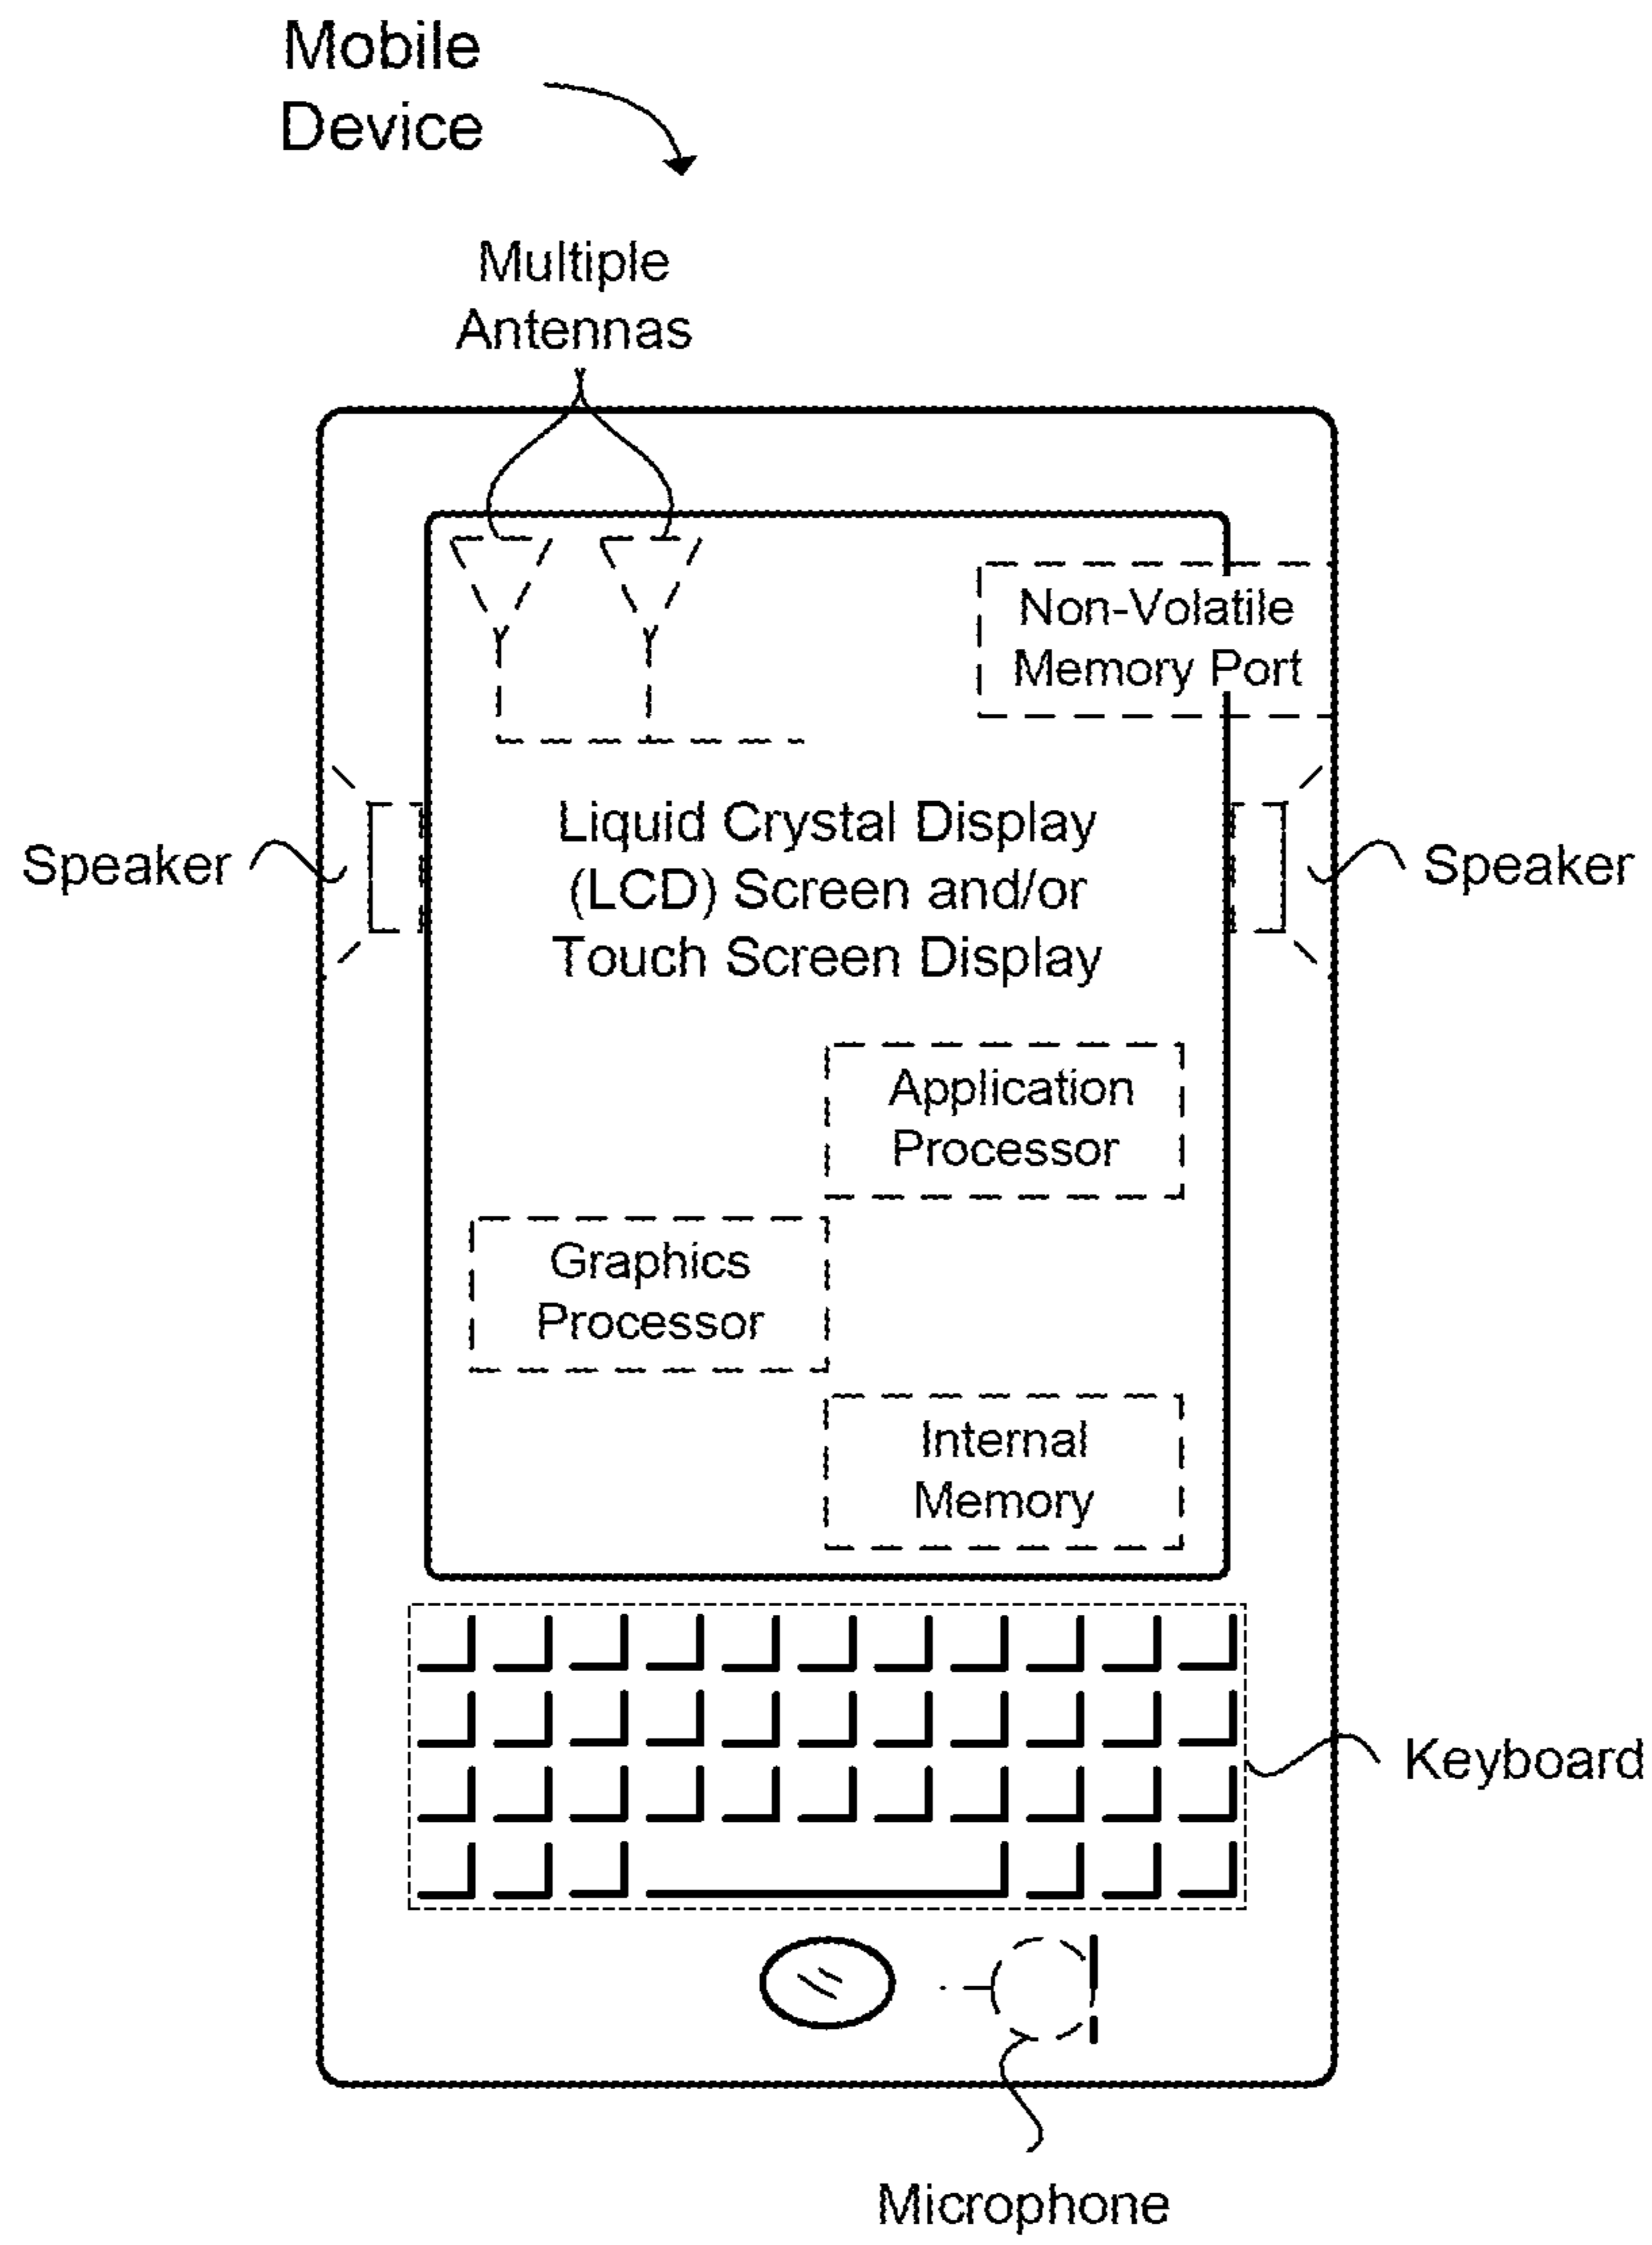 Mobile
Device
Multiple
Antennas
Non-Volatile
Memory Port
Speaker
Liquid Crystal Display
(LCD) Screen and/or
Touch Screen Display
Speaker
Application
Processor
Graphics
Processor
Internal
Memory
Keyboard
Microphone